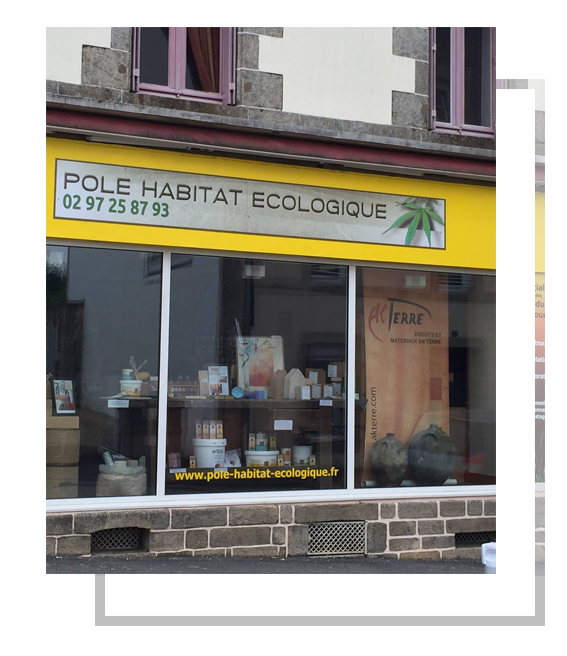 POLE HABITAT ECOLOGIQUE
02 97 25 87 93
AKTERRE
ENDUITS ET
MATERIAUX EN TERRE
akterre.com
www.pole-habitat-ecologique.fr